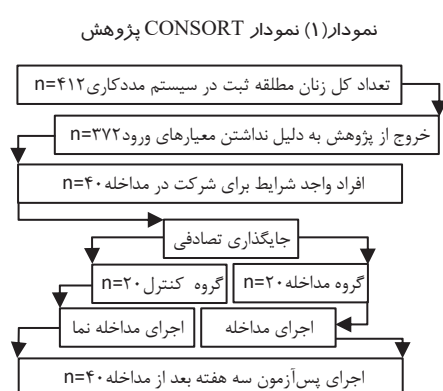 نمودار(۱) نمودار CONSORT پژوهش
تعداد کل زنان مطلقه ثبت در سیستم مددکاری n=۴۱۲
خروج از پژوهش به دلیل نداشتن معیارهای ورود n=۳۷۲
افراد واجد شرایط برای شرکت در مداخله n=۴۰
جایگذاری تصادفی
گروه مداخله n=۲۰
گروه کنترل n=۲۰
اجرای مداخله
اجرای مداخله نما
اجرای پس‌آزمون سه هفته بعد از مداخله n=۴۰